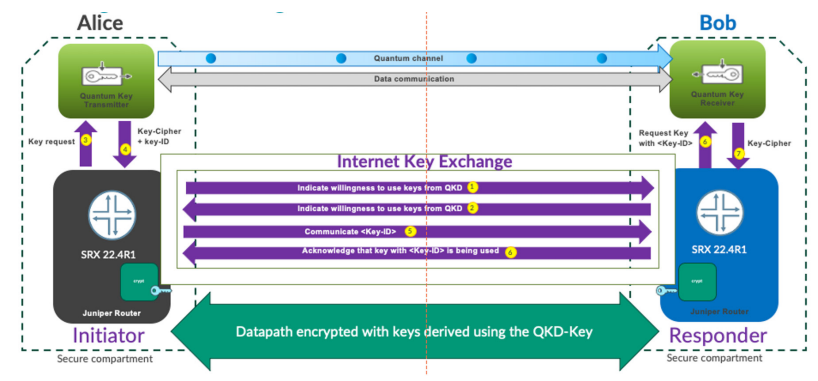 Alice
Bob
Quantum channel
Data communication
Quantum Key
Transmitter
Quantum Key
Receiver
Key request
3
4
Key-Cipher
+ key-ID
Request Key
with <Key-ID>
6
7
Key-Cipher
Internet Key Exchange
Indicate willingness to use keys from QKD 1
Indicate willingness to use keys from QKD 2
Communicate <Key-ID> 5
Acknowledge that key with <Key-ID> is being used 6
SRX 22.4R1
SRX 22.4R1
crypt
crypt
Juniper Router
Juniper Router
Datapath encrypted with keys derived using the QKD-Key
Initiator
Responder
Secure compartment
Secure compartment